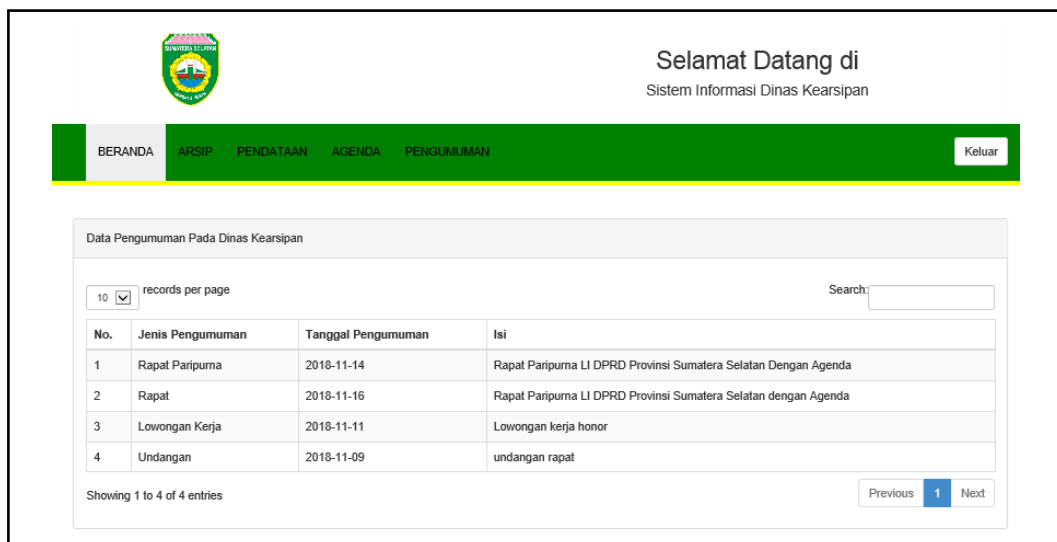 SUMATERA SELATAN
Selamat Datang di
Sistem Informasi Dinas Kearsipan
BERANDA ARSIP PENDATAAN AGENDA PENGUMUMAN Keluar
Data Pengumuman Pada Dinas Kearsipan
10 records per page Search:
No. Jenis Pengumuman Tanggal Pengumuman Isi
1 Rapat Paripurna 2018-11-14 Rapat Paripurna LI DPRD Provinsi Sumatera Selatan Dengan Agenda
2 Rapat 2018-11-16 Rapat Paripurna LI DPRD Provinsi Sumatera Selatan dengan Agenda
3 Lowongan Kerja 2018-11-11 Lowongan kerja honor
4 Undangan 2018-11-09 undangan rapat
Showing 1 to 4 of 4 entries Previous 1 Next